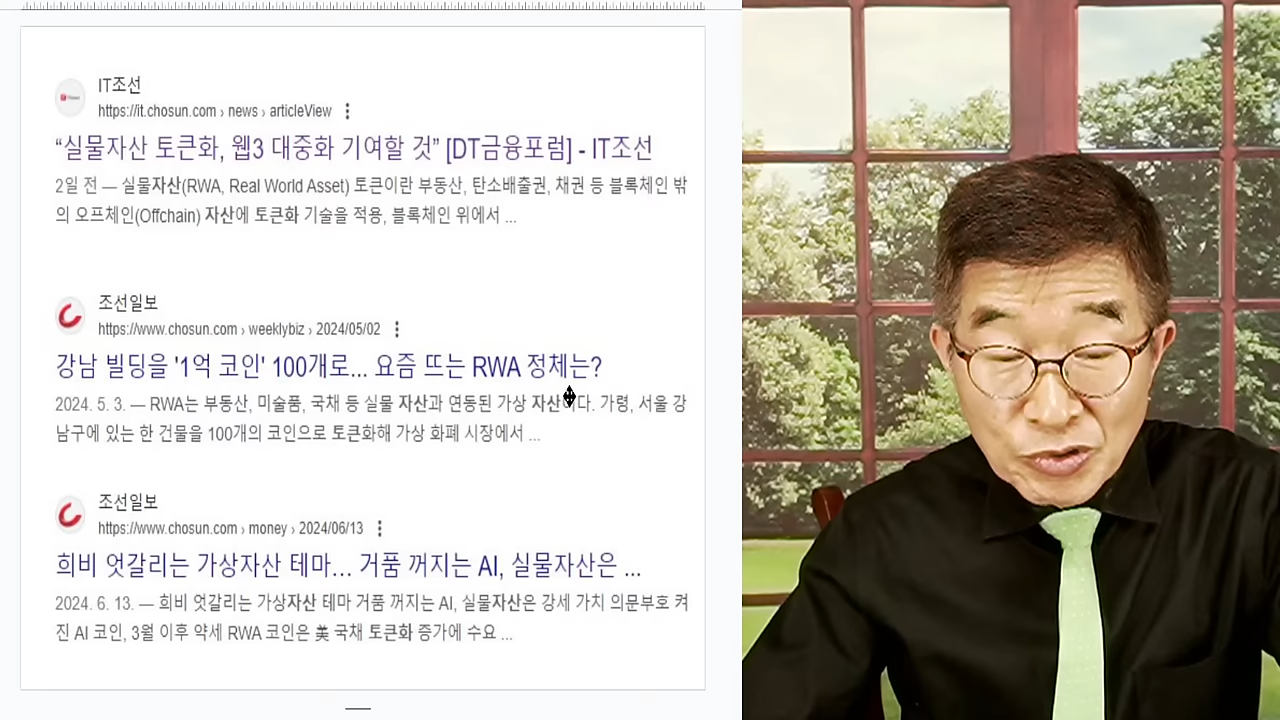 IT조선
https://it.chosun.com › news › articleView
“실물자산 토큰화, 웹3 대중화 기여할 것” [DT금융포럼] - IT조선
2일 전 — 실물자산(RWA, Real World Asset) 토큰이란 부동산, 탄소배출권, 채권 등 블록체인 밖
의 오프체인(Offchain) 자산에 토큰화 기술을 적용, 블록체인 위에서 ...
조선일보
https://www.chosun.com › weeklybiz › 2024/05/02
강남 빌딩을 '1억 코인' 100개로... 요즘 뜨는 RWA 정체는?
2024. 5. 3. — RWA는 부동산, 미술품, 국채 등 실물 자산과 연동된 가상 자산이다. 가령, 서울 강
남구에 있는 한 건물을 100개의 코인으로 토큰화해 가상 화폐 시장에서 ...
조선일보
https://www.chosun.com › money › 2024/06/13
희비 엇갈리는 가상자산 테마… 거품 꺼지는 AI, 실물자산은 ...
2024. 6. 13. — 희비 엇갈리는 가상자산 테마 거품 꺼지는 AI, 실물자산은 강세 가치 의문부호 켜
진 AI 코인, 3월 이후 약세 RWA 코인은 美 국채 토큰화 증가에 수요 ...